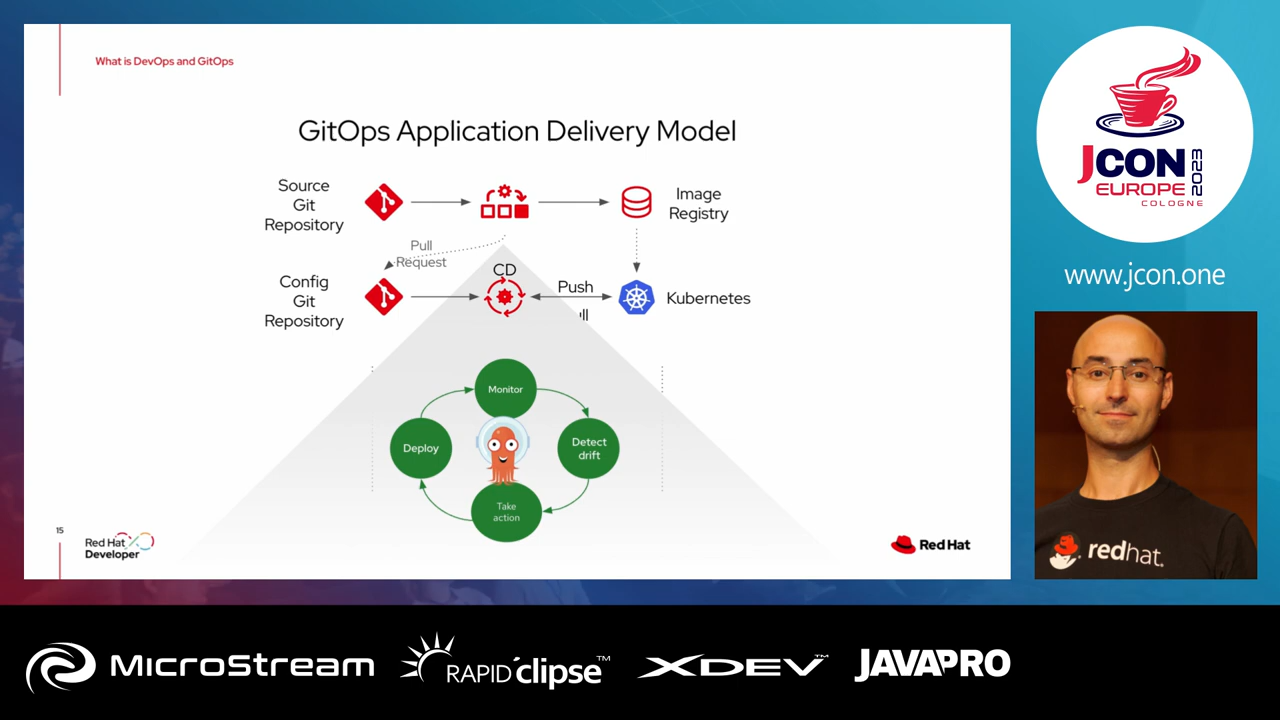 What is DevOps and GitOps
GitOps Application Delivery Model
Source
Git
Repository
Image
Registry
Pull
Request
Config
Git
Repository
CD
Push
Kubernetes
Monitor
Deploy
Detect
drift
Take
action
15
Red Hat
Developer
Red Hat
JCON
EUROPE
2023
COLOGNE
www.jcon.one
redhat.
MicroStream
RAPIDclipse™
XDEV™
JAVAPRO